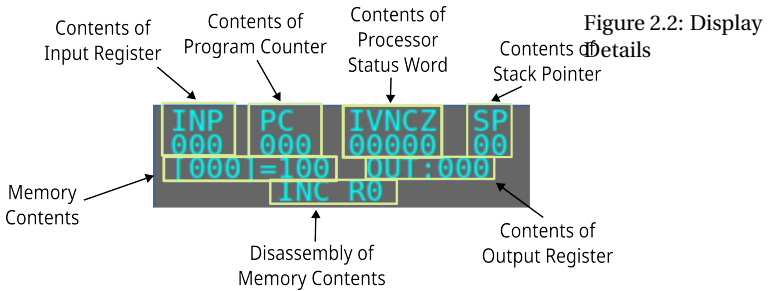 Contents of
Input Register
Contents of
Program Counter
Contents of
Processor
Status Word
Contents of
Stack Pointer
Figure 2.2: Display
Details
INP PC IVNCZ SP
000 000 00000 00
[000]=100 OUT:000
INC R0
Memory
Contents
Disassembly of
Memory Contents
Contents of
Output Register